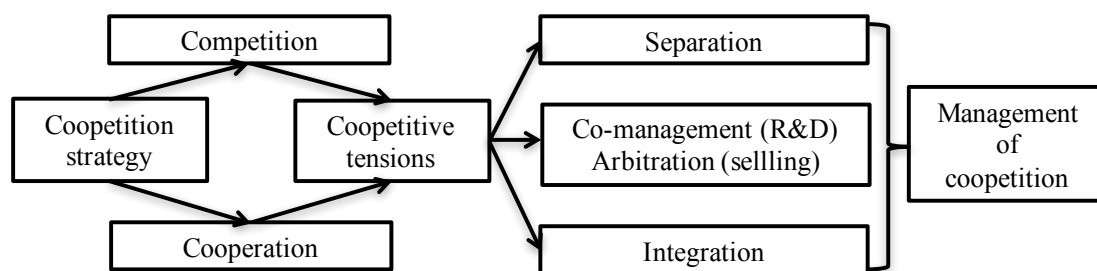 Competition
Separation
Coopetition
strategy
Coopetitive
tensions
Co-management (R&D)
Arbitration (sellling)
Management
of
coopetition
Cooperation
Integration